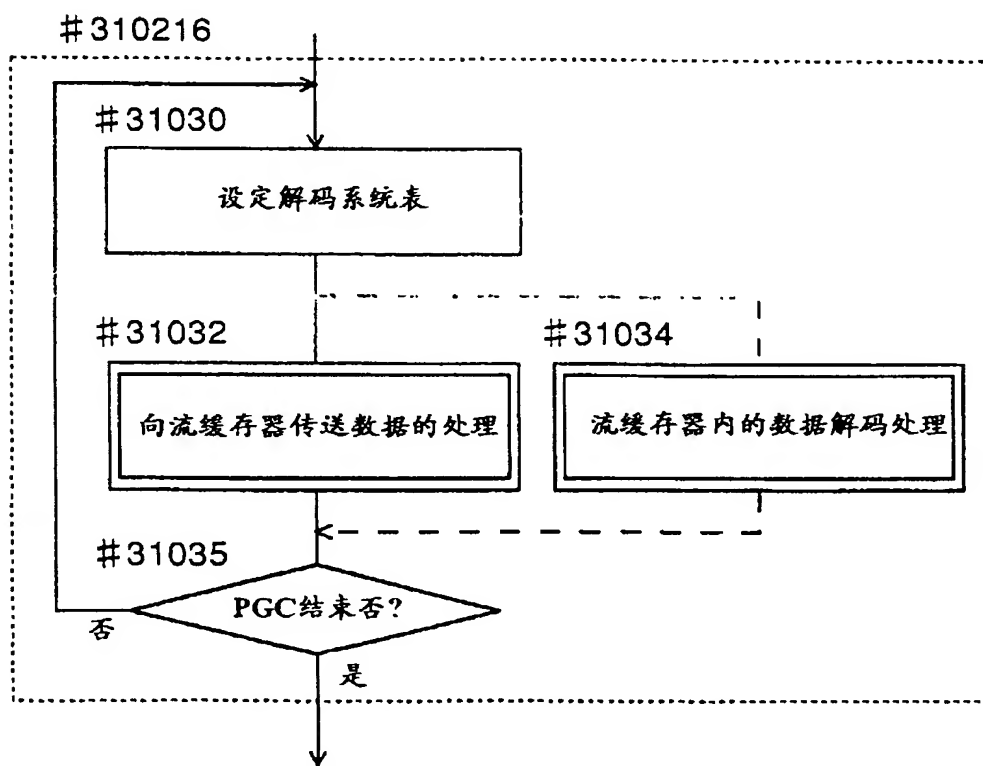 #310216
#31030
设定解码系统表
#31032
#31034
向流缓存器传送数据的处理
流缓存器内的数据解码处理
#31035
PGC结束否?
否
是